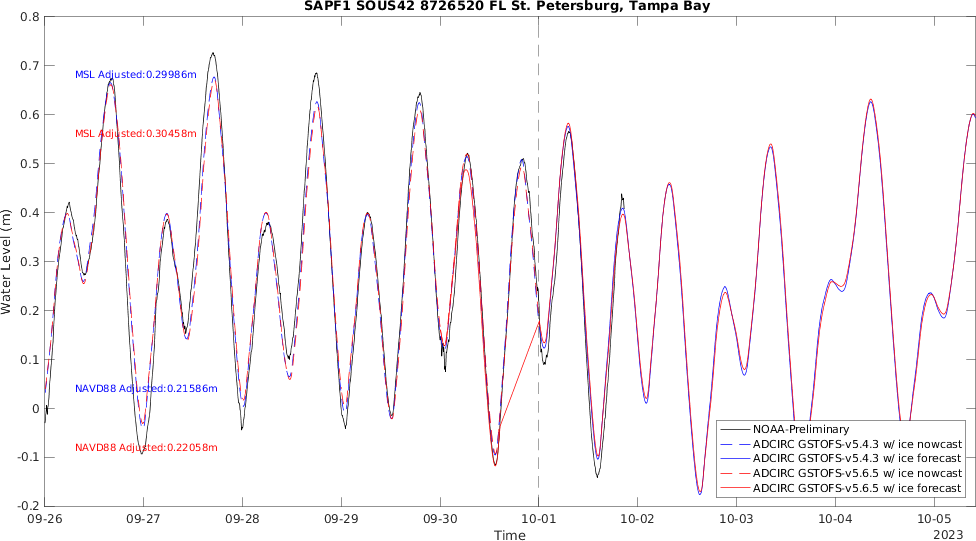 SAPF1 SOUS42 8726520 FL St. Petersburg, Tampa Bay
0.8
0.7
0.6
0.5
0.4
0.3
0.2
0.1
0
-0.1
-0.2
Water Level (m)
MSL Adjusted:0.29986m
MSL Adjusted:0.30458m
NAVD88 Adjusted:0.21586m
NAVD88 Adjusted:0.22058m
NOAA-Preliminary
ADCIRC GSTOFS-v5.4.3 w/ ice nowcast
ADCIRC GSTOFS-v5.4.3 w/ ice forecast
ADCIRC GSTOFS-v5.6.5 w/ ice nowcast
ADCIRC GSTOFS-v5.6.5 w/ ice forecast
09-26 09-27 09-28 09-29 09-30 10-01 10-02 10-03 10-04 10-05
Time
2023